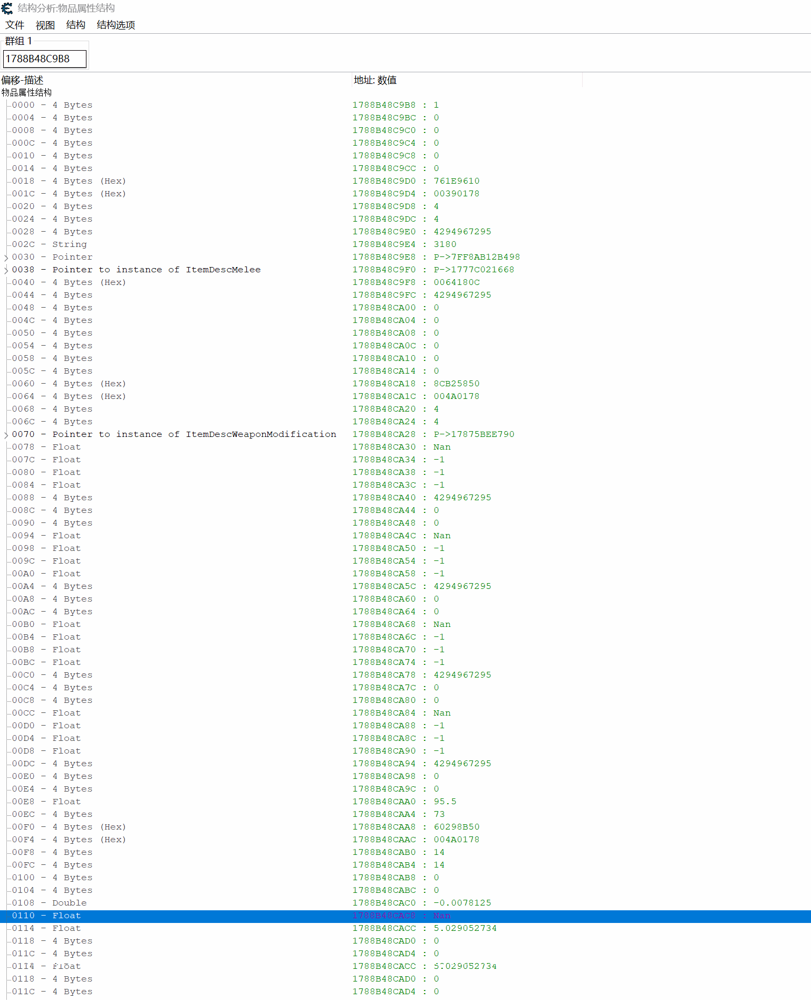 结构分析:物品属性结构
文件 视图 结构 结构选项
群组 1
1788B48C9B8
偏移-描述 地址: 数值
物品属性结构
0000 - 4 Bytes 1788B48C9B8 : 1
0004 - 4 Bytes 1788B48C9BC : 0
0008 - 4 Bytes 1788B48C9C0 : 0
000C - 4 Bytes 1788B48C9C4 : 0
0010 - 4 Bytes 1788B48C9C8 : 0
0014 - 4 Bytes 1788B48C9CC : 0
0018 - 4 Bytes (Hex) 1788B48C9D0 : 761E9610
001C - 4 Bytes (Hex) 1788B48C9D4 : 00390178
0020 - 4 Bytes 1788B48C9D8 : 4
0024 - 4 Bytes 1788B48C9DC : 4
0028 - 4 Bytes 1788B48C9E0 : 4294967295
002C - String 1788B48C9E4 : 3180
0030 - Pointer 1788B48C9E8 : P->7FF8AB12B498
0038 - Pointer to instance of ItemDescMelee 1788B48C9F0 : P->1777C021668
0040 - 4 Bytes (Hex) 1788B48C9F8 : 0064180C
0044 - 4 Bytes 1788B48C9FC : 4294967295
0048 - 4 Bytes 1788B48CA00 : 0
004C - 4 Bytes 1788B48CA04 : 0
0050 - 4 Bytes 1788B48CA08 : 0
0054 - 4 Bytes 1788B48CA0C : 0
0058 - 4 Bytes 1788B48CA10 : 0
005C - 4 Bytes 1788B48CA14 : 0
0060 - 4 Bytes (Hex) 1788B48CA18 : 8CB25850
0064 - 4 Bytes (Hex) 1788B48CA1C : 004A0178
0068 - 4 Bytes 1788B48CA20 : 4
006C - 4 Bytes 1788B48CA24 : 4
0070 - Pointer to instance of ItemDescWeaponModification 1788B48CA28 : P->17875BEE790
0078 - Float 1788B48CA30 : Nan
007C - Float 1788B48CA34 : -1
0080 - Float 1788B48CA38 : -1
0084 - Float 1788B48CA3C : -1
0088 - 4 Bytes 1788B48CA40 : 4294967295
008C - 4 Bytes 1788B48CA44 : 0
0090 - 4 Bytes 1788B48CA48 : 0
0094 - Float 1788B48CA4C : Nan
0098 - Float 1788B48CA50 : -1
009C - Float 1788B48CA54 : -1
00A0 - Float 1788B48CA58 : -1
00A4 - 4 Bytes 1788B48CA5C : 4294967295
00A8 - 4 Bytes 1788B48CA60 : 0
00AC - 4 Bytes 1788B48CA64 : 0
00B0 - Float 1788B48CA68 : Nan
00B4 - Float 1788B48CA6C : -1
00B8 - Float 1788B48CA70 : -1
00BC - Float 1788B48CA74 : -1
00C0 - 4 Bytes 1788B48CA78 : 4294967295
00C4 - 4 Bytes 1788B48CA7C : 0
00C8 - 4 Bytes 1788B48CA80 : 0
00CC - Float 1788B48CA84 : Nan
00D0 - Float 1788B48CA88 : -1
00D4 - Float 1788B48CA8C : -1
00D8 - Float 1788B48CA90 : -1
00DC - 4 Bytes 1788B48CA94 : 4294967295
00E0 - 4 Bytes 1788B48CA98 : 0
00E4 - 4 Bytes 1788B48CA9C : 0
00E8 - Float 1788B48CAA0 : 95.5
00EC - 4 Bytes 1788B48CAA4 : 73
00F0 - 4 Bytes (Hex) 1788B48CAA8 : 60298B50
00F4 - 4 Bytes (Hex) 1788B48CAAC : 004A0178
00F8 - 4 Bytes 1788B48CAB0 : 14
00FC - 4 Bytes 1788B48CAB4 : 14
0100 - 4 Bytes 1788B48CAB8 : 0
0104 - 4 Bytes 1788B48CABC : 0
0108 - Double 1788B48CAC0 : -0.0078125
0110 - Float 1788B48CAC8 : Nan
0114 - Float 1788B48CACC : 5.029052734
0118 - 4 Bytes 1788B48CAD0 : 0
011C - 4 Bytes 1788B48CAD4 : 0
0114 - Float 1788B48CACC : 5.029052734
0118 - 4 Bytes 1788B48CAD0 : 0
011C - 4 Bytes 1788B48CAD4 : 0